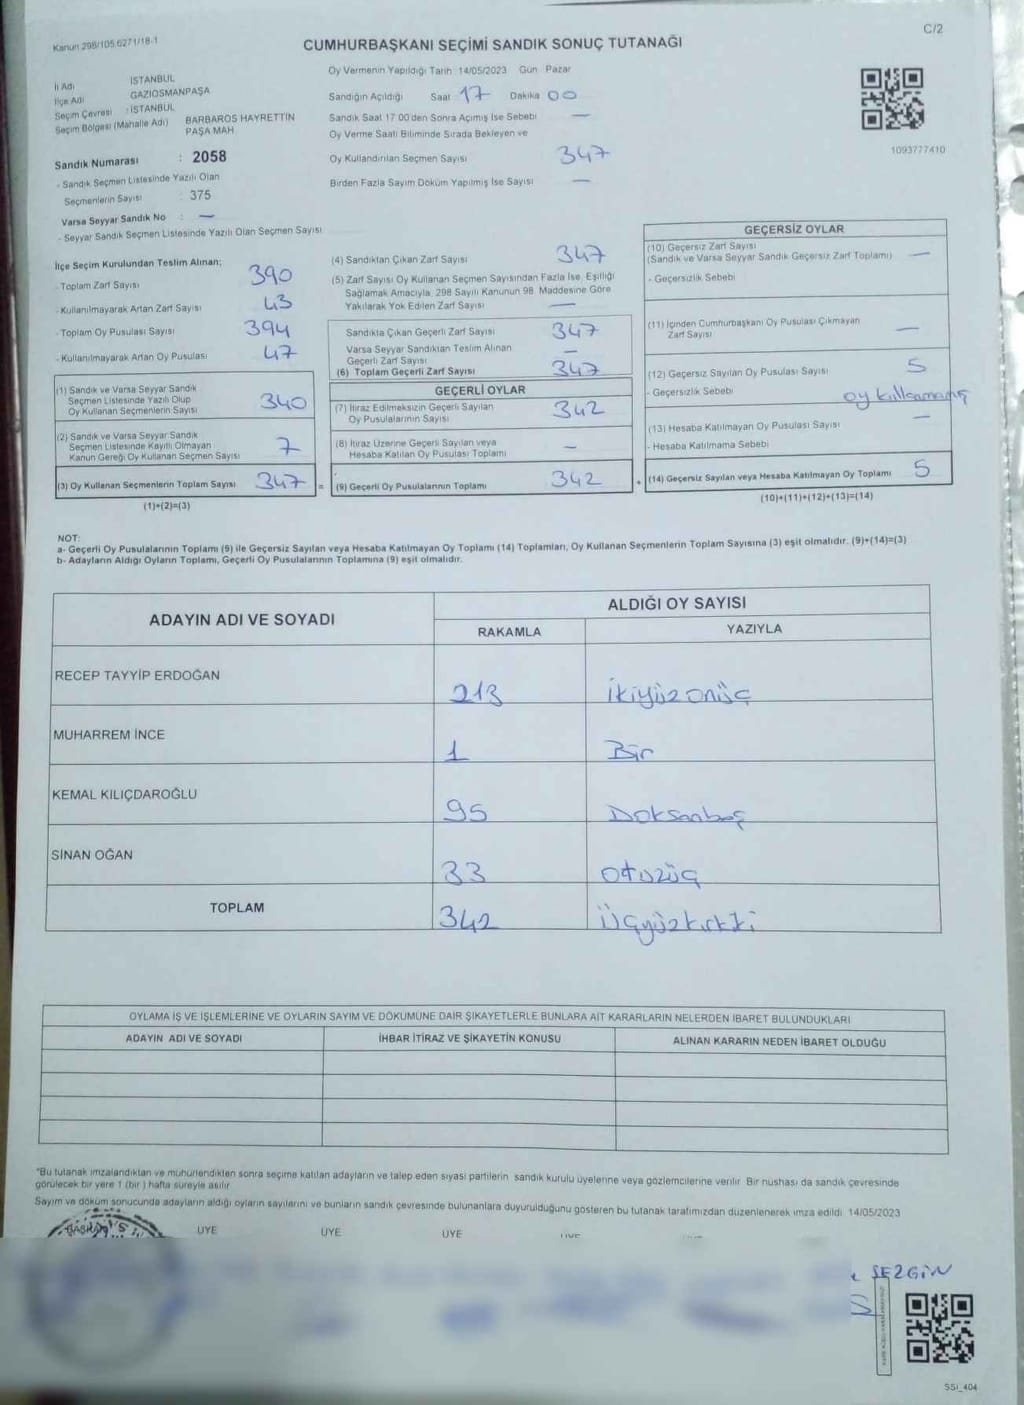 Kanun 298/105.6271/18-1
C/2
CUMHURBAŞKANI SEÇİMİ SANDIK SONUÇ TUTANAĞI
İl Adı : İSTANBUL
İlçe Adı : GAZİOSMANPAŞA
Seçim Çevresi : İSTANBUL
Seçim Bölgesi (Mahalle Adı) : BARBAROS HAYRETTİN PAŞA MAH.
Sandık Numarası : 2058
- Sandık Seçmen Listesinde Yazılı Olan
Seçmenlerin Sayısı : 375
Varsa Seyyar Sandık No : —
- Seyyar Sandık Seçmen Listesinde Yazılı Olan Seçmen Sayısı :
Oy Vermenin Yapıldığı Tarih 14/05/2023 Gün Pazar
Sandığın Açıldığı Saat 17 Dakika 00
Sandık Saat 17 00'den Sonra Açımış İse Sebebi —
Oy Verme Saati Bitiminde Sırada Bekleyen ve
Oy Kullandırılan Seçmen Sayısı 347
Birden Fazla Sayım Döküm Yapılmış İse Sayısı —
1093777410
İlçe Seçim Kurulundan Teslim Alınan;
- Toplam Zarf Sayısı 390
- Kullanılmayarak Artan Zarf Sayısı 43
- Toplam Oy Pusulası Sayısı 394
- Kullanılmayarak Artan Oy Pusulası 47
(1) Sandık ve Varsa Seyyar Sandık
Seçmen Listesinde Yazılı Olup
Oy Kullanan Seçmenlerin Sayısı 340
(2) Sandık ve Varsa Seyyar Sandık
Seçmen Listesinde Kayıtlı Olmayan
Kanun Gereği Oy Kullanan Seçmen Sayısı 7
(3) Oy Kullanan Seçmenlerin Toplam Sayısı 347 =
(1)+(2)=(3)
(4) Sandıktan Çıkan Zarf Sayısı 347
(5) Zarf Sayısı Oy Kullanan Seçmen Sayısından Fazla İse, Eşitliği
Sağlamak Amacıyla, 298 Sayılı Kanunun 98. Maddesine Göre
Yakılarak Yok Edilen Zarf Sayısı —
Sandıkta Çıkan Geçerli Zarf Sayısı 347
Varsa Seyyar Sandıktan Teslim Alınan
Geçerli Zarf Sayısı —
(6) Toplam Geçerli Zarf Sayısı 347
GEÇERLİ OYLAR
(7) İtiraz Edilmeksizin Geçerli Sayılan
Oy Pusulalarının Sayısı 342
(8) İtiraz Üzerine Geçerli Sayılan veya
Hesaba Katılan Oy Pusulası Toplamı —
(9) Geçerli Oy Pusulalarının Toplamı 342 +
GEÇERSİZ OYLAR
(10) Geçersiz Zarf Sayısı
(Sandık ve Varsa Seyyar Sandık Geçersiz Zarf Toplamı) —
- Geçersizlik Sebebi
(11) İçinden Cumhurbaşkanı Oy Pusulası Çıkmayan
Zarf Sayısı —
(12) Geçersiz Sayılan Oy Pusulası Sayısı 5
- Geçersizlik Sebebi oy kullanmamış
(13) Hesaba Katılmayan Oy Pusulası Sayısı —
- Hesaba Katılmama Sebebi
(14) Geçersiz Sayılan veya Hesaba Katılmayan Oy Toplamı 5
(10)+(11)+(12)+(13)=(14)
NOT:
a- Geçerli Oy Pusulalarının Toplamı (9) ile Geçersiz Sayılan veya Hesaba Katılmayan Oy Toplamı (14) Toplamları, Oy Kullanan Seçmenlerin Toplam Sayısına (3) eşit olmalıdır. (9)+(14)=(3)
b- Adayların Aldığı Oyların Toplamı, Geçerli Oy Pusulalarının Toplamına (9) eşit olmalıdır.
ADAYIN ADI VE SOYADI
ALDIĞI OY SAYISI
RAKAMLA YAZIYLA
RECEP TAYYİP ERDOĞAN 213 ikiyüzonüç
MUHARREM İNCE 1 Bir
KEMAL KILIÇDAROĞLU 95 Doksanbeş
SİNAN OĞAN 33 otuzüç
TOPLAM 342 üçyüzkırkiki
OYLAMA İŞ VE İŞLEMLERİNE VE OYLARIN SAYIM VE DÖKÜMÜNE DAİR ŞİKAYETLERLE BUNLARA AİT KARARLARIN NELERDEN İBARET BULUNDUKLARI
ADAYIN ADI VE SOYADI İHBAR İTİRAZ VE ŞİKAYETİN KONUSU ALINAN KARARIN NEDEN İBARET OLDUĞU
*Bu tutanak imzalandıktan ve mühürlendikten sonra seçime katılan adayların ve talep eden siyasi partilerin sandık kurulu üyelerine veya gözlemcilerine verilir. Bir nüshası da sandık çevresinde
görülecek bir yere 1 (bir ) hafta süreyle asılır.
Sayım ve döküm sonucunda adayların aldığı oyların sayılarını ve bunların sandık çevresinde bulunanlara duyurulduğunu gösteren bu tutanak tarafımızdan düzenlenerek imza edildi. 14/05/2023
BAŞKAN ÜYE ÜYE ÜYE
SEZGİN
SSI_404